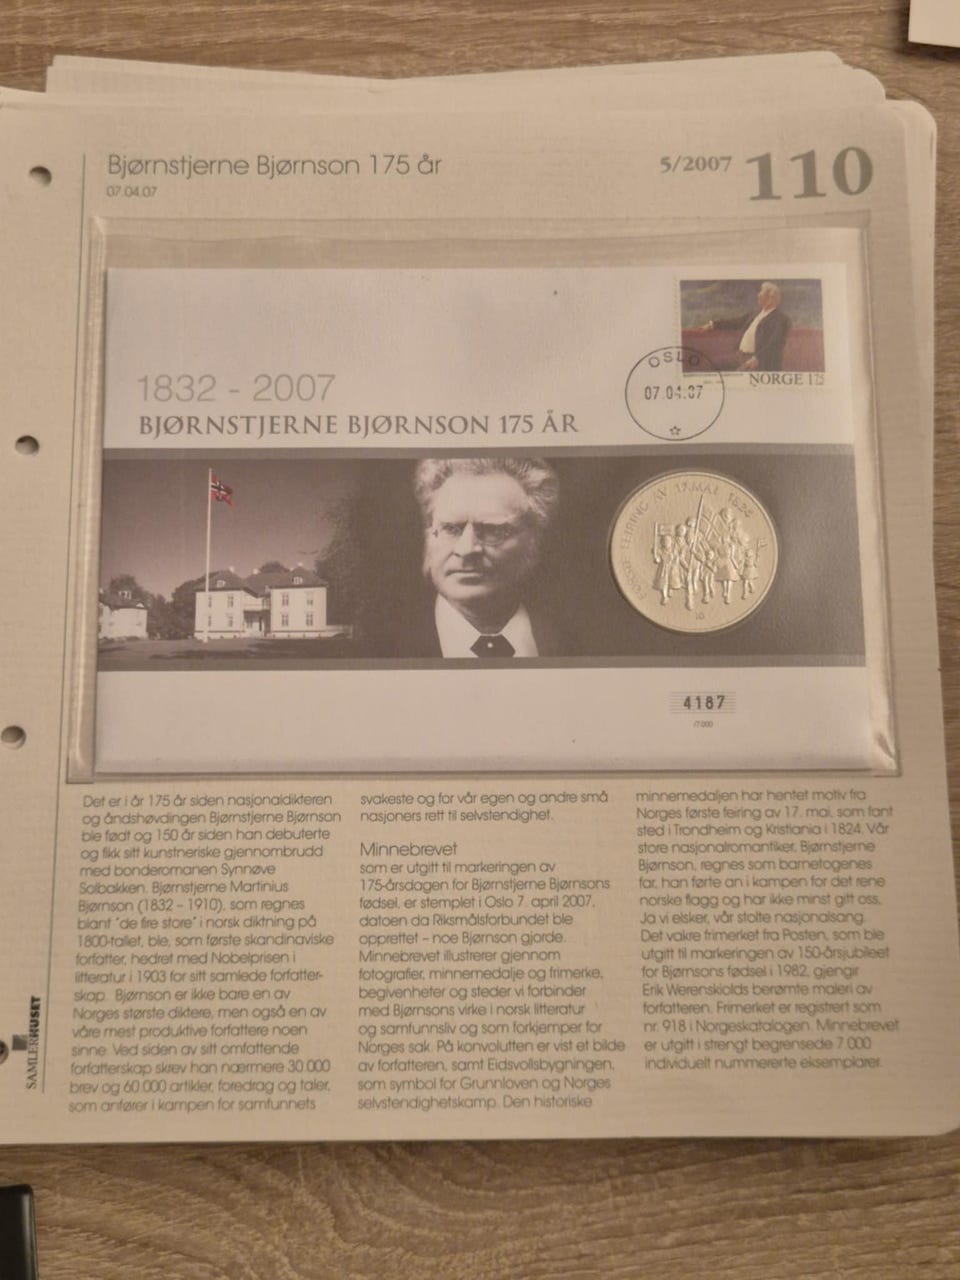 Bjørnstjerne Bjørnson 175 år
07.04.07
5/2007 110
OSLO
07.04.07
NORGE 175
1832 - 2007
BJØRNSTJERNE BJØRNSON 175 ÅR
FØRSTE FEIRING AV 17. MAI 1824
4187
/7.000
Det er i år 175 år siden nasjonaldikteren
og åndshøvdingen Bjørnstjerne Bjørnson
ble født og 150 år siden han debuterte
og fikk sitt kunstneriske gjennombrudd
med bonderomanen Synnøve
Solbakken. Bjørnstjerne Martinius
Bjørnson (1832 – 1910), som regnes
blant "de fire store" i norsk diktning på
1800-tallet, ble, som første skandinaviske
forfatter, hedret med Nobelprisen i
litteratur i 1903 for sitt samlede forfatter-
skap. Bjørnson er ikke bare en av
Norges største diktere, men også en av
våre mest produktive forfattere noen
sinne. Ved siden av sitt omfattende
forfatterskap skrev han nærmere 30.000
brev og 60.000 artikler, foredrag og taler,
som anfører i kampen for samfunnets
svakeste og for vår egen og andre små
nasjoners rett til selvstendighet.
Minnebrevet
som er utgitt til markeringen av
175-årsdagen for Bjørnstjerne Bjørnsons
fødsel, er stemplet i Oslo 7. april 2007,
datoen da Riksmålsforbundet ble
opprettet – noe Bjørnson gjorde.
Minnebrevet illustrerer gjennom
fotografier, minnemedalje og frimerke,
begivenheter og steder vi forbinder
med Bjørnsons virke i norsk litteratur
og samfunnsliv og som forkjemper for
Norges sak. På konvolutten er vist et bilde
av forfatteren, samt Eidsvollsbygningen,
som symbol for Grunnloven og Norges
selvstendighetskamp. Den historiske
minnemedaljen har hentet motiv fra
Norges første feiring av 17. mai, som fant
sted i Trondheim og Kristiania i 1824. Vår
store nasjonalromantiker, Bjørnstjerne
Bjørnson, regnes som barnetogenes
far, han førte an i kampen for det rene
norske flagg og har ikke minst gitt oss,
Ja vi elsker, vår stolte nasjonalsang.
Det vakre frimerket fra Posten, som ble
utgitt til markeringen av 150-årsjubileet
for Bjørnsons fødsel i 1982, gjengir
Erik Werenskiolds berømte maleri av
forfatteren. Frimerket er registrert som
nr. 918 i Norgeskatalogen. Minnebrevet
er utgitt i strengt begrensede 7.000
individuelt nummererte eksemplarer.
SAMLERHUSET